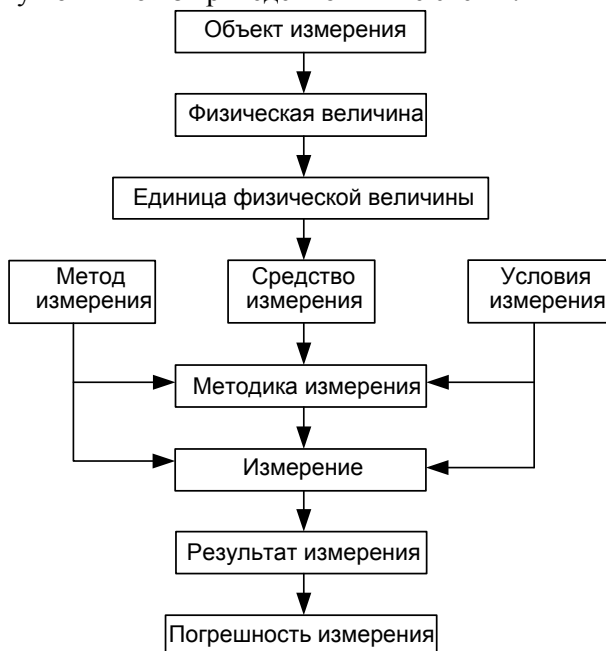 Объект измерения
Физическая величина
Единица физической величины
Метод
измерения
Средство
измерения
Условия
измерения
Методика измерения
Измерение
Результат измерения
Погрешность измерения